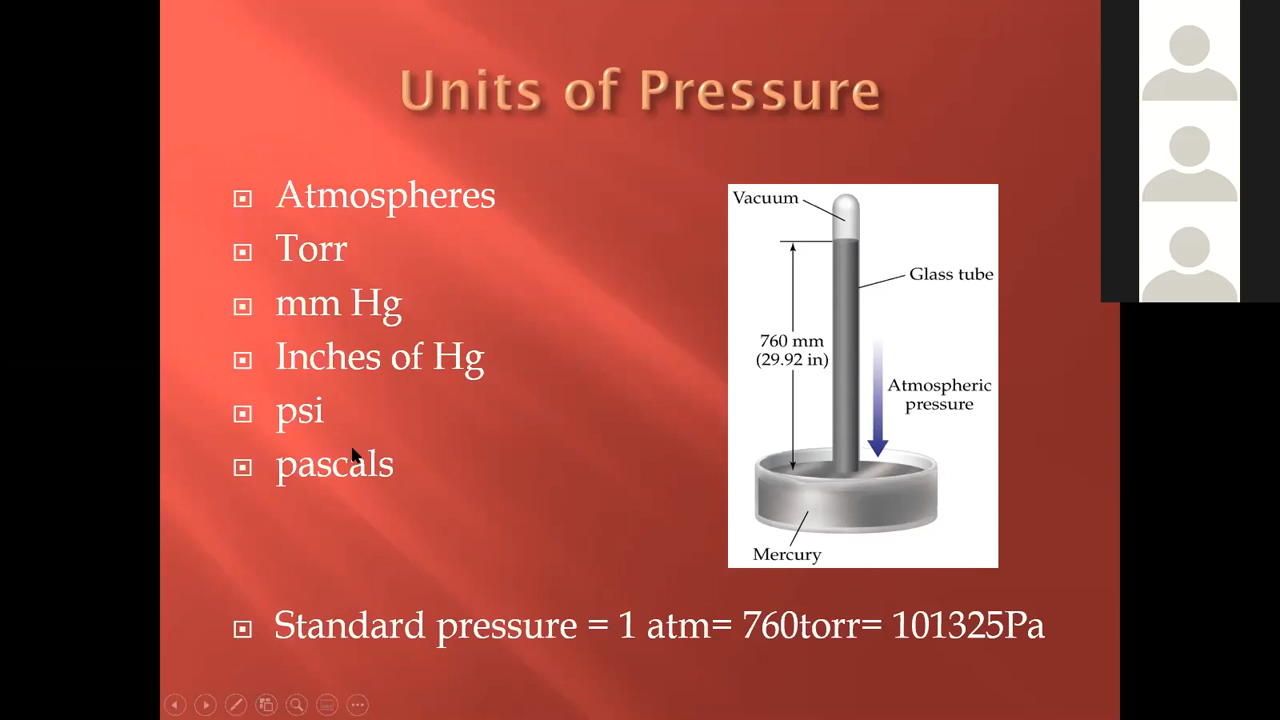 Units of Pressure
Atmospheres
Torr
mm Hg
Inches of Hg
psi
pascals
Vacuum
Glass tube
760 mm
(29.92 in)
Atmospheric
pressure
Mercury
Standard pressure = 1 atm= 760torr= 101325Pa